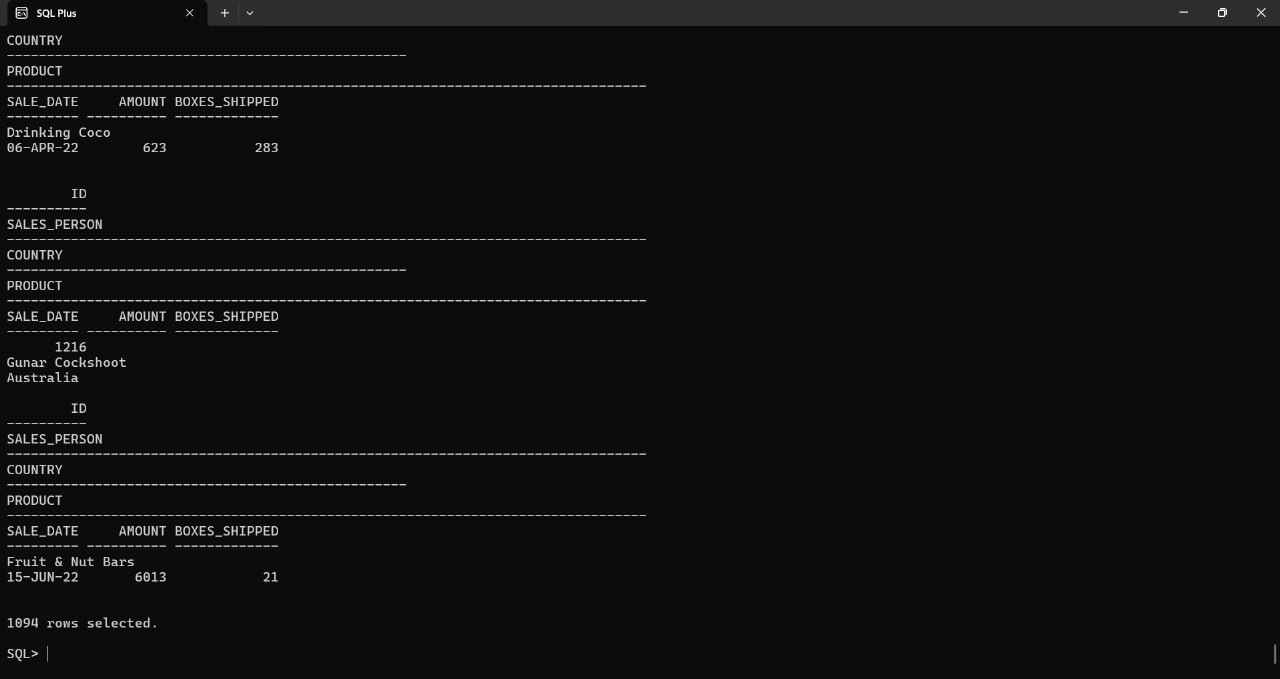 SQL Plus
COUNTRY
--------------------------------------------------
PRODUCT
--------------------------------------------------------------------------------
SALE_DATE     AMOUNT BOXES_SHIPPED
--------- ---------- -------------
Drinking Coco
06-APR-22        623           283
        ID
----------
SALES_PERSON
--------------------------------------------------------------------------------
COUNTRY
--------------------------------------------------
PRODUCT
--------------------------------------------------------------------------------
SALE_DATE     AMOUNT BOXES_SHIPPED
--------- ---------- -------------
      1216
Gunar Cockshoot
Australia
        ID
----------
SALES_PERSON
--------------------------------------------------------------------------------
COUNTRY
--------------------------------------------------
PRODUCT
--------------------------------------------------------------------------------
SALE_DATE     AMOUNT BOXES_SHIPPED
--------- ---------- -------------
Fruit & Nut Bars
15-JUN-22       6013            21
1094 rows selected.
SQL>